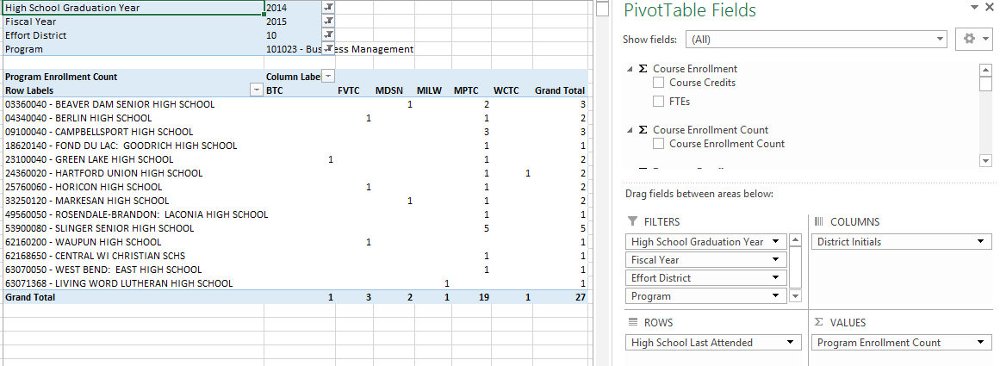 High School Graduation Year 2014
Fiscal Year 2015
Effort District 10
Program 101023 - Business Management
Program Enrollment Count Column Labe
Row Labels BTC FVTC MDSN MILW MPTC WCTC Grand Total
03360040 - BEAVER DAM SENIOR HIGH SCHOOL 1 2 3
04340040 - BERLIN HIGH SCHOOL 1 1 2
09100040 - CAMPBELLSPORT HIGH SCHOOL 3 3
18620140 - FOND DU LAC: GOODRICH HIGH SCHOOL 1 1
23100040 - GREEN LAKE HIGH SCHOOL 1 1 2
24360020 - HARTFORD UNION HIGH SCHOOL 1 1 2
25760060 - HORICON HIGH SCHOOL 1 1 2
33250120 - MARKESAN HIGH SCHOOL 1 1 2
49560050 - ROSENDALE-BRANDON: LACONIA HIGH SCHOOL 1 1
53900080 - SLINGER SENIOR HIGH SCHOOL 5 5
62160200 - WAUPUN HIGH SCHOOL 1 1
62168650 - CENTRAL WI CHRISTIAN SCHS 1 1
63070050 - WEST BEND: EAST HIGH SCHOOL 1 1
63071368 - LIVING WORD LUTHERAN HIGH SCHOOL 1 1
Grand Total 1 3 2 1 19 1 27
PivotTable Fields
Show fields: (All)
Σ Course Enrollment
Course Credits
FTEs
Σ Course Enrollment Count
Course Enrollment Count
Drag fields between areas below:
FILTERS
High School Graduation Year
Fiscal Year
Effort District
Program
COLUMNS
District Initials
ROWS
High School Last Attended
Σ VALUES
Program Enrollment Count